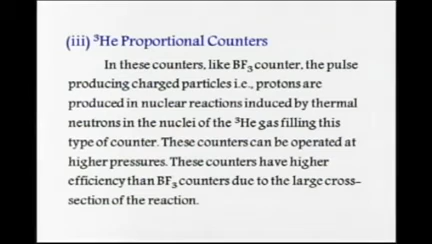 (iii) ³He Proportional Counters
In these counters, like BF₃ counter, the pulse
producing charged particles i.e., protons are
produced in nuclear reactions induced by thermal
neutrons in the nuclei of the ³He gas filling this
type of counter. These counters can be operated at
higher pressures. These counters have higher
efficiency than BF₃ counters due to the large cross-
section of the reaction.